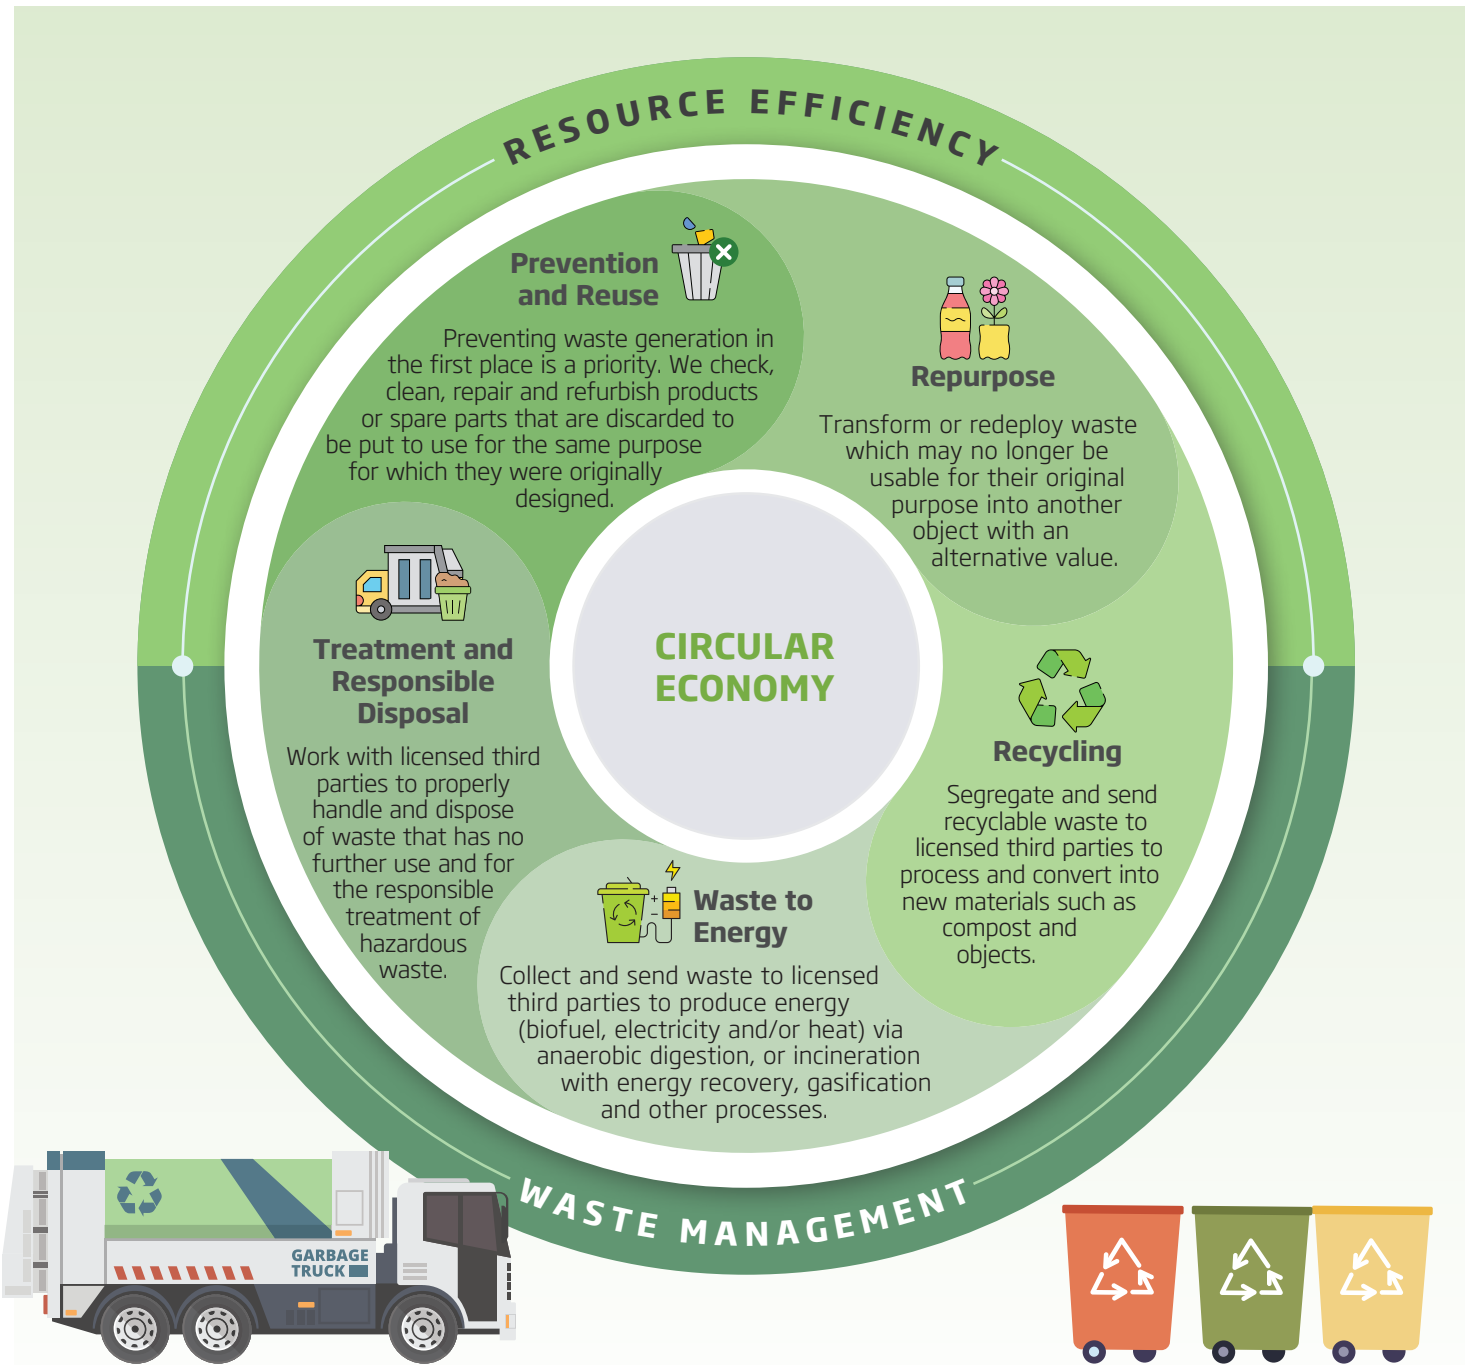 RESOURCE EFFICIENCY
Prevention
and Reuse
Preventing waste generation in
the first place is a priority. We check,
clean, repair and refurbish products
or spare parts that are discarded to
be put to use for the same purpose
for which they were originally
designed.
Repurpose
Transform or redeploy waste
which may no longer be
usable for their original
purpose into another
object with an
alternative value.
Recycling
Segregate and send
recyclable waste to
licensed third parties to
process and convert into
new materials such as
compost and
objects.
Waste to
Energy
Collect and send waste to licensed
third parties to produce energy
(biofuel, electricity and/or heat) via
anaerobic digestion, or incineration
with energy recovery, gasification
and other processes.
Treatment and
Responsible
Disposal
Work with licensed third
parties to properly
handle and dispose
of waste that has no
further use and for
the responsible
treatment of
hazardous
waste.
CIRCULAR
ECONOMY
WASTE MANAGEMENT
GARBAGE
TRUCK